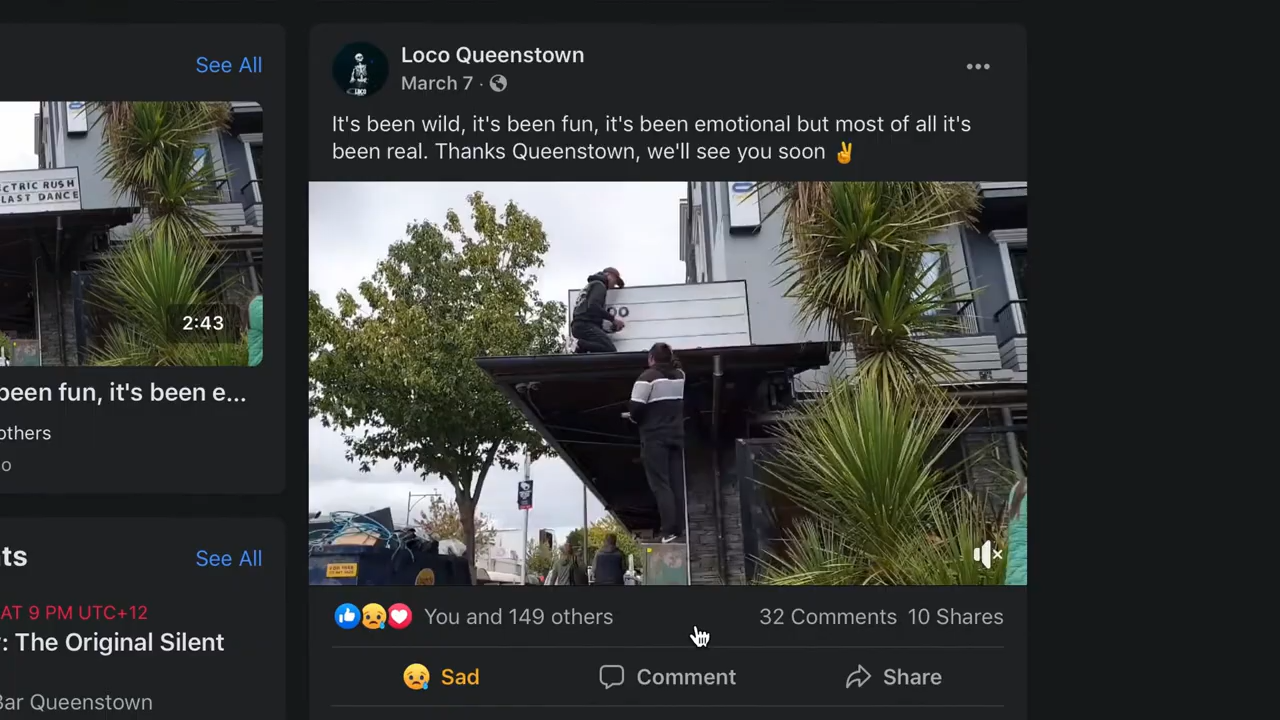 See All
CTRIC RUSH
LAST DANCE
2:43
been fun, it's been e...
others
o
nts
See All
AT 9 PM UTC+12
: The Original Silent
Bar Queenstown
Loco Queenstown
March 7 ·
It's been wild, it's been fun, it's been emotional but most of all it's
been real. Thanks Queenstown, we'll see you soon ✌️
You and 149 others
32 Comments 10 Shares
Sad
Comment
Share